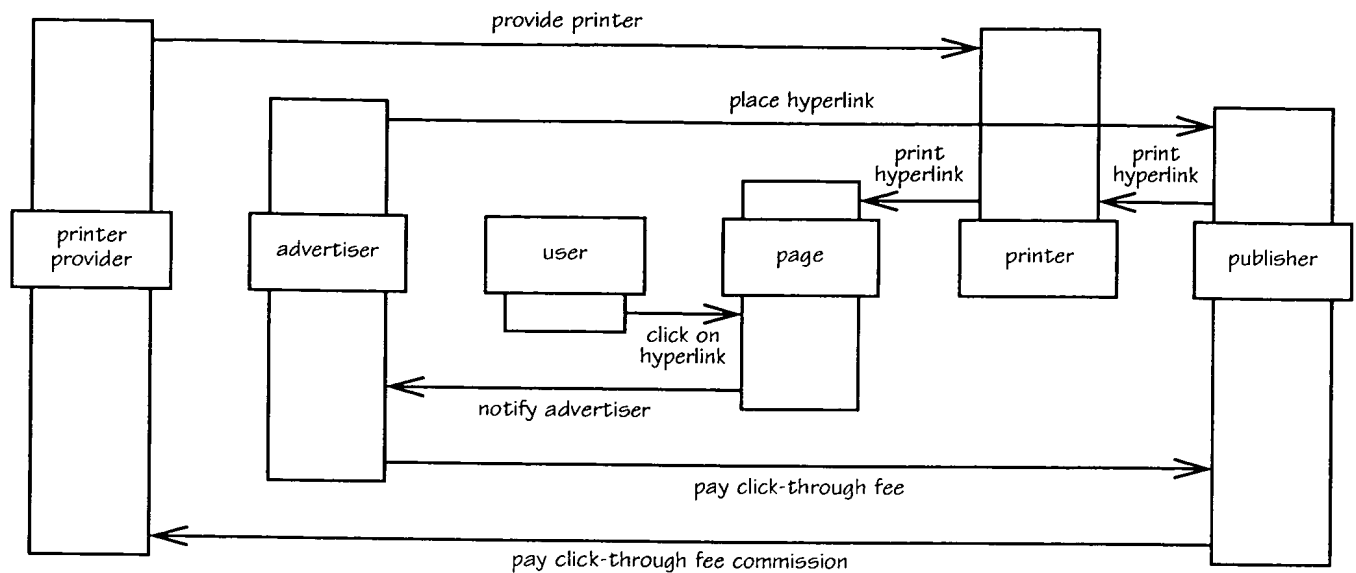 provide printer
place hyperlink
print
hyperlink
print
hyperlink
printer
provider
advertiser
user
page
printer
publisher
click on
hyperlink
notify advertiser
pay click-through fee
pay click-through fee commission